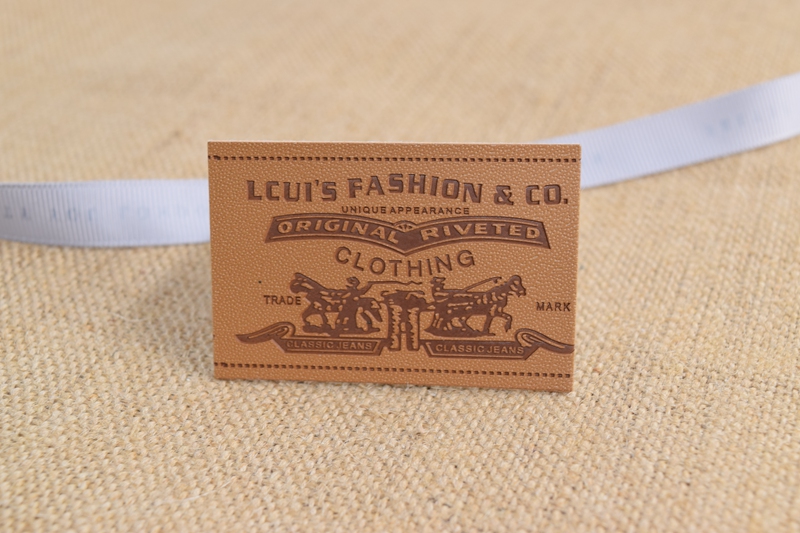 LCUI'S FASHION & CO.
UNIQUE APPEARANCE
ORIGINAL RIVETED
CLOTHING
TRADE MARK
CLASSIC JEANS CLASSIC JEANS